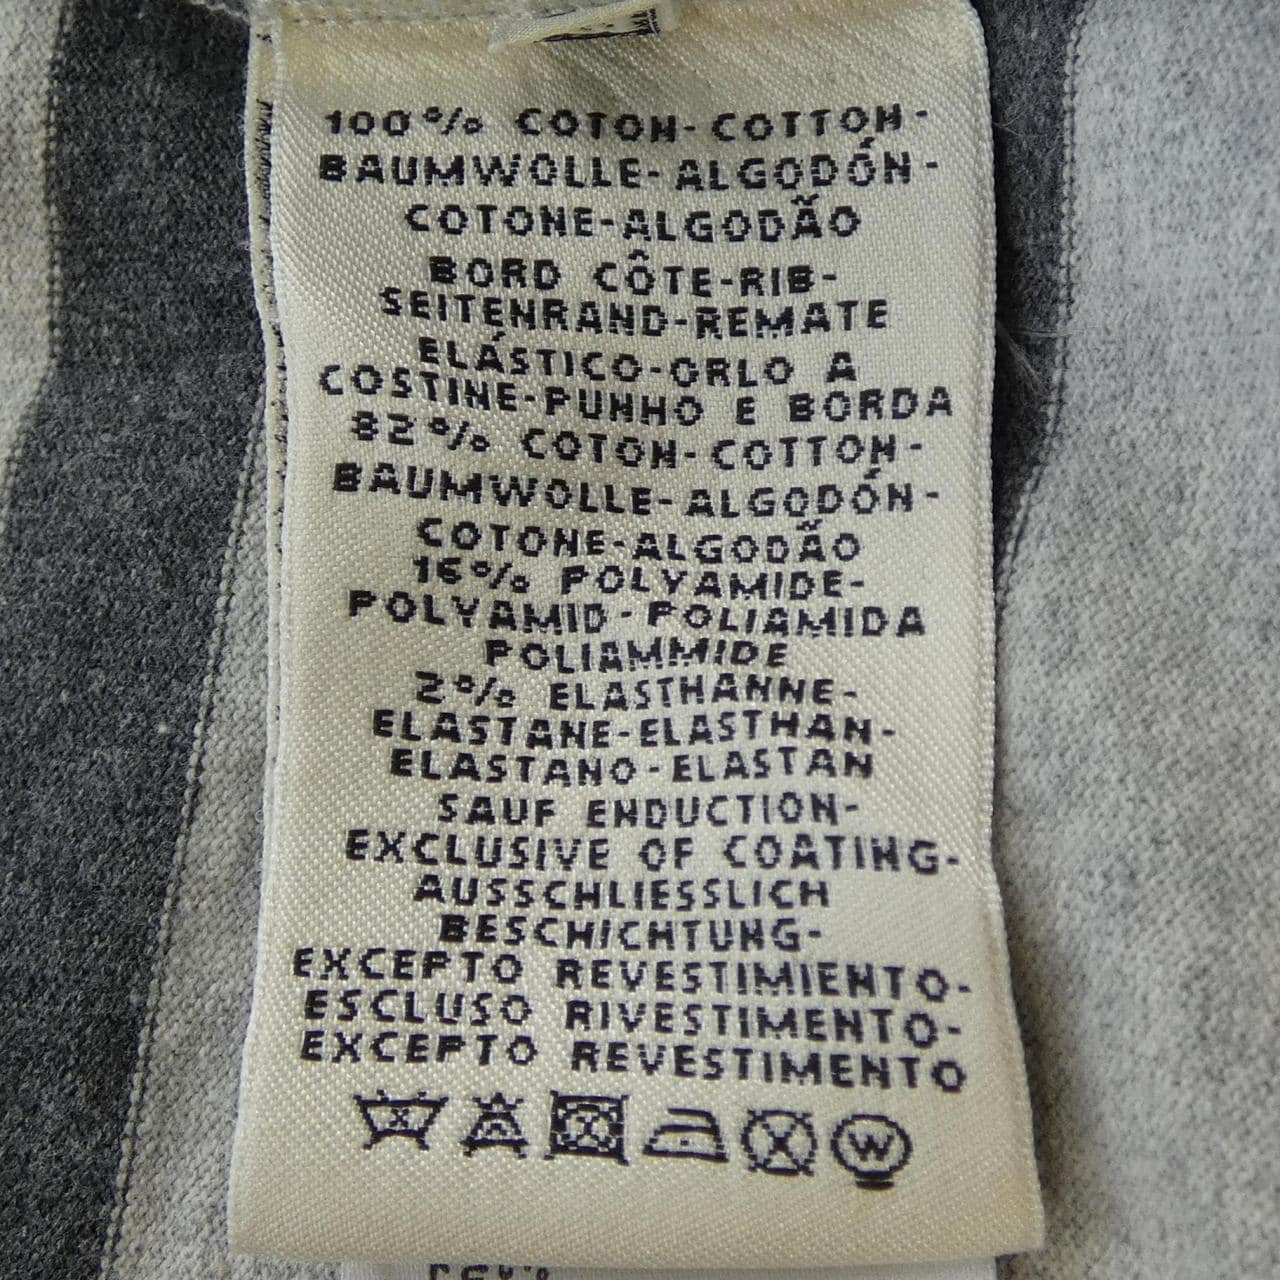 100% COTON-COTTON-
BAUMWOLLE-ALGODÓN-
COTONE-ALGODÃO
BORD CÔTE-RIB-
SEITENRAND-REMATE
ELÁSTICO-ORLO A
COSTINE-PUNHO E BORDA
82% COTON-COTTON-
BAUMWOLLE-ALGODÓN-
COTONE-ALGODÃO
16% POLYAMIDE-
POLYAMID-POLIAMIDA
POLIAMMIDE
2% ELASTHANNE-
ELASTANE-ELASTHAN-
ELASTANO-ELASTAN
SAUF ENDUCTION-
EXCLUSIVE OF COATING-
AUSSCHLIESSLICH
BESCHICHTUNG-
EXCEPTO REVESTIMIENTO-
ESCLUSO RIVESTIMENTO-
EXCEPTO REVESTIMENTO
W